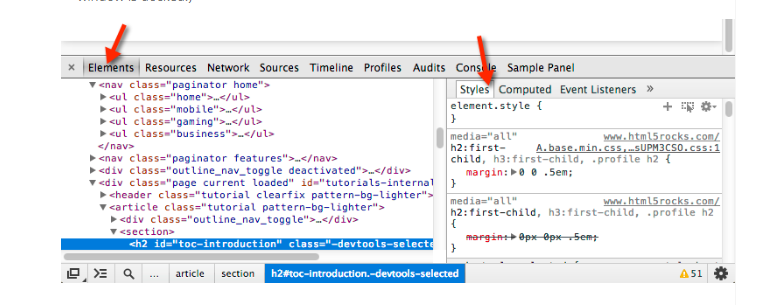 × Elements Resources Network Sources Timeline Profiles Audits Console Sample Panel
▼<nav class="paginator home">
▶<ul class="home">…</ul>
▶<ul class="mobile">…</ul>
▶<ul class="gaming">…</ul>
▶<ul class="business">…</ul>
</nav>
▶<nav class="paginator features">…</nav>
▶<div class="outline_nav_toggle deactivated">…</div>
▼<div class="page current loaded" id="tutorials-internal
▶<header class="tutorial clearfix pattern-bg-lighter">
▼<article class="tutorial pattern-bg-lighter">
▶<div class="outline_nav_toggle">…</div>
▼<section>
<h2 id="toc-introduction" class="-devtools-selecte
… article section h2#toc-introduction.-devtools-selected
Styles Computed Event Listeners »
element.style {
}
media="all" www.html5rocks.com/
h2:first- A.base.min.css,…sUPM3CSO.css:1
child, h3:first-child, .profile h2 {
margin:▶0 0 .5em;
}
media="all" www.html5rocks.com/
h2:first-child, h3:first-child, .profile h2
{
margin:▶0px 0px .5em;
}
51